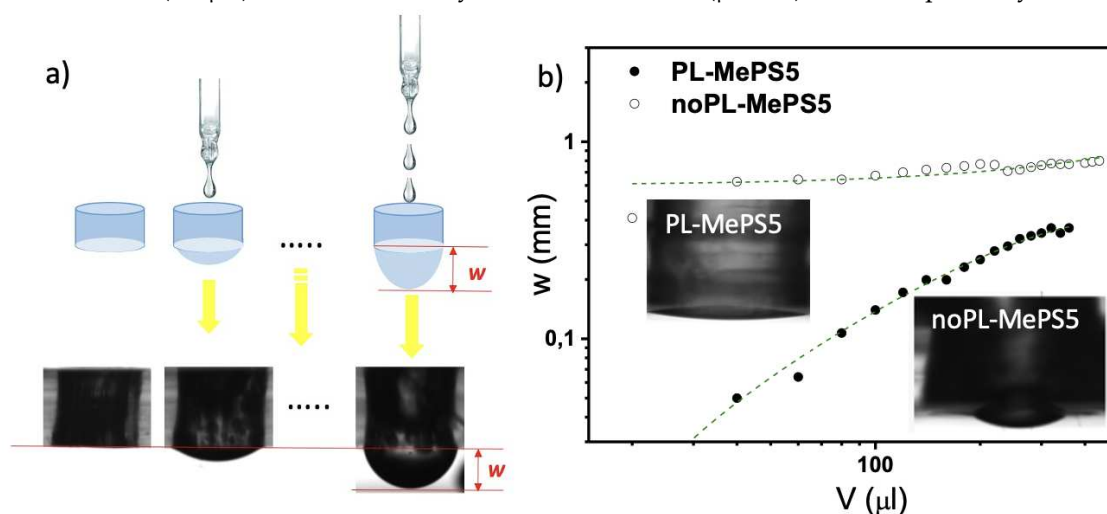 a)
w
w
b)
PL-MePS5
noPL-MePS5
1
0,1
w (mm)
PL-MePS5
noPL-MePS5
100
V (μl)